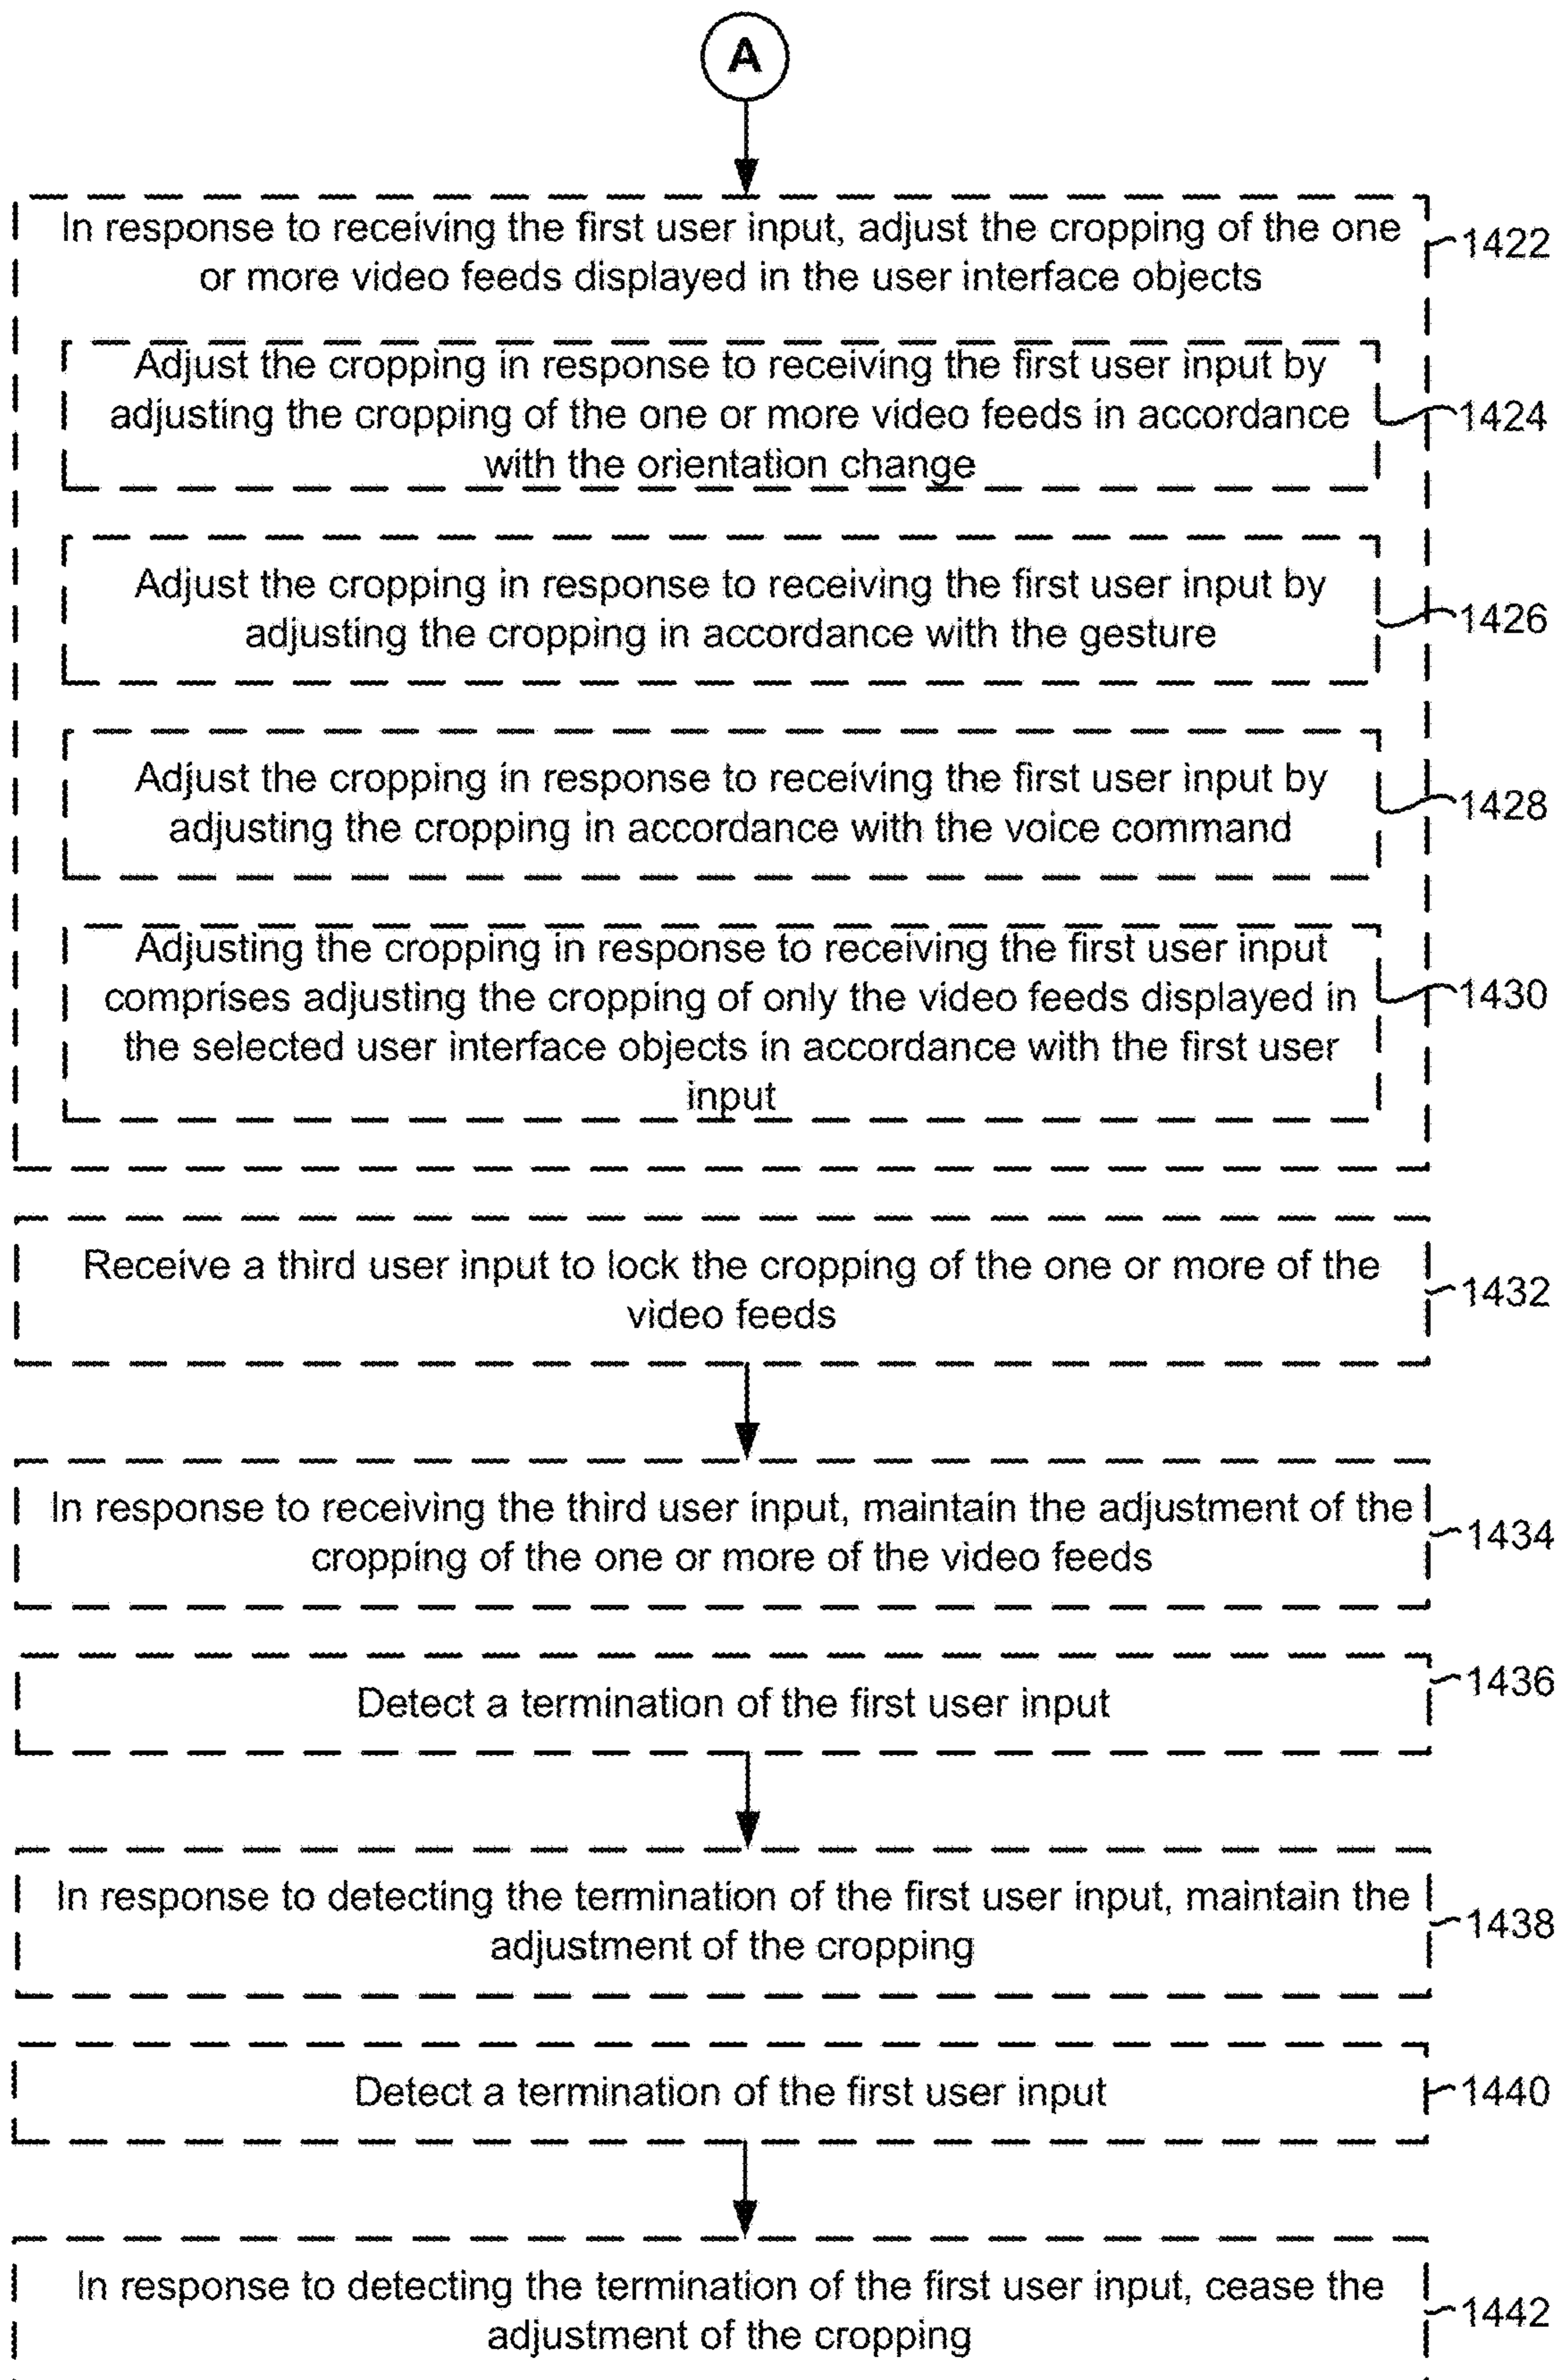 A
In response to receiving the first user input, adjust the cropping of the one
or more video feeds displayed in the user interface objects
1422
Adjust the cropping in response to receiving the first user input by
adjusting the cropping of the one or more video feeds in accordance
with the orientation change
1424
Adjust the cropping in response to receiving the first user input by
adjusting the cropping in accordance with the gesture
1426
Adjust the cropping in response to receiving the first user input by
adjusting the cropping in accordance with the voice command
1428
Adjusting the cropping in response to receiving the first user input
comprises adjusting the cropping of only the video feeds displayed in
the selected user interface objects in accordance with the first user
input
1430
Receive a third user input to lock the cropping of the one or more of the
video feeds
1432
In response to receiving the third user input, maintain the adjustment of the
cropping of the one or more of the video feeds
1434
Detect a termination of the first user input
1436
In response to detecting the termination of the first user input, maintain the
adjustment of the cropping
1438
Detect a termination of the first user input
1440
In response to detecting the termination of the first user input, cease the
adjustment of the cropping
1442